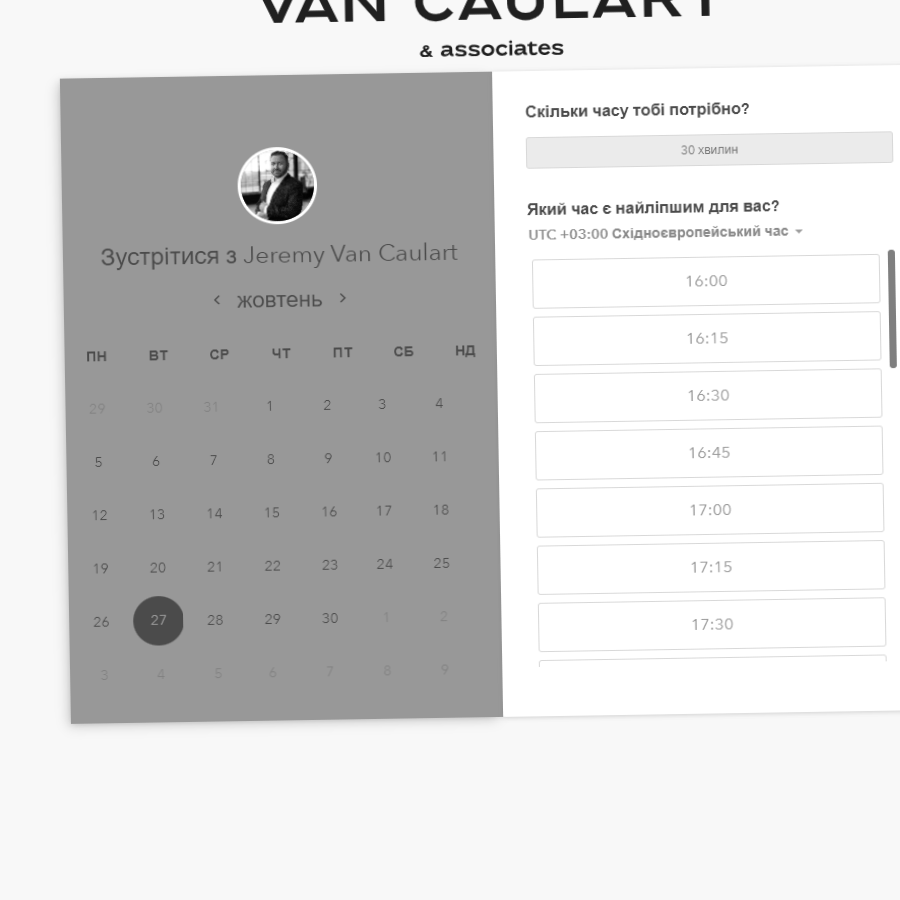 VAN CAULART
& associates
Зустрітися з Jeremy Van Caulart
‹ жовтень ›
ПН ВТ СР ЧТ ПТ СБ НД
29 30 31 1 2 3 4
5 6 7 8 9 10 11
12 13 14 15 16 17 18
19 20 21 22 23 24 25
26 27 28 29 30 1 2
3 4 5 6 7 8 9
Скільки часу тобі потрібно?
30 хвилин
Який час є найліпшим для вас?
UTC +03:00 Східноєвропейський час
16:00
16:15
16:30
16:45
17:00
17:15
17:30